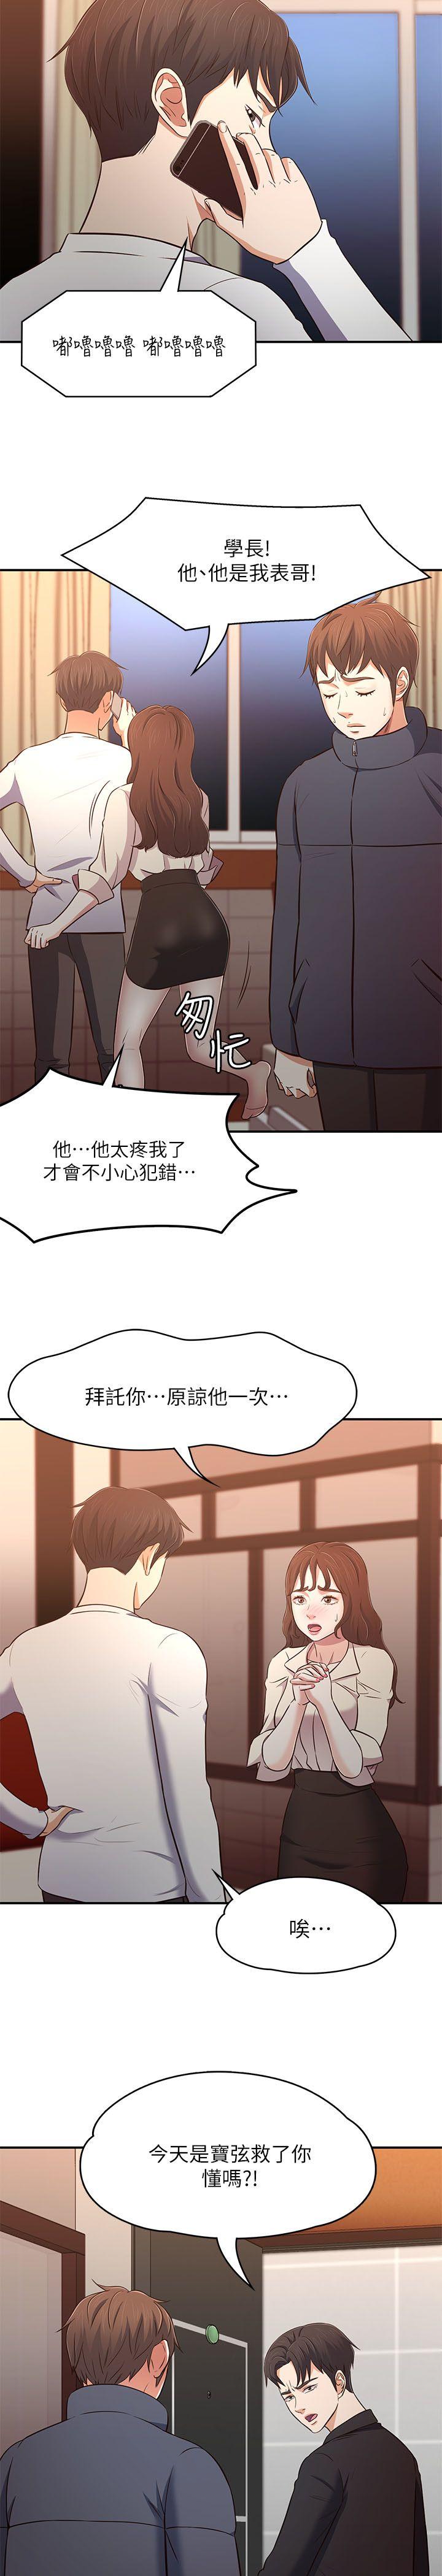 嘟嚕嚕嚕 嘟嚕嚕嚕
學長!
他、他是我表哥!
匆忙
他…他太疼我了
才會不小心犯錯…
拜託你…原諒他一次…
唉…
今天是寶弦救了你
懂嗎?!